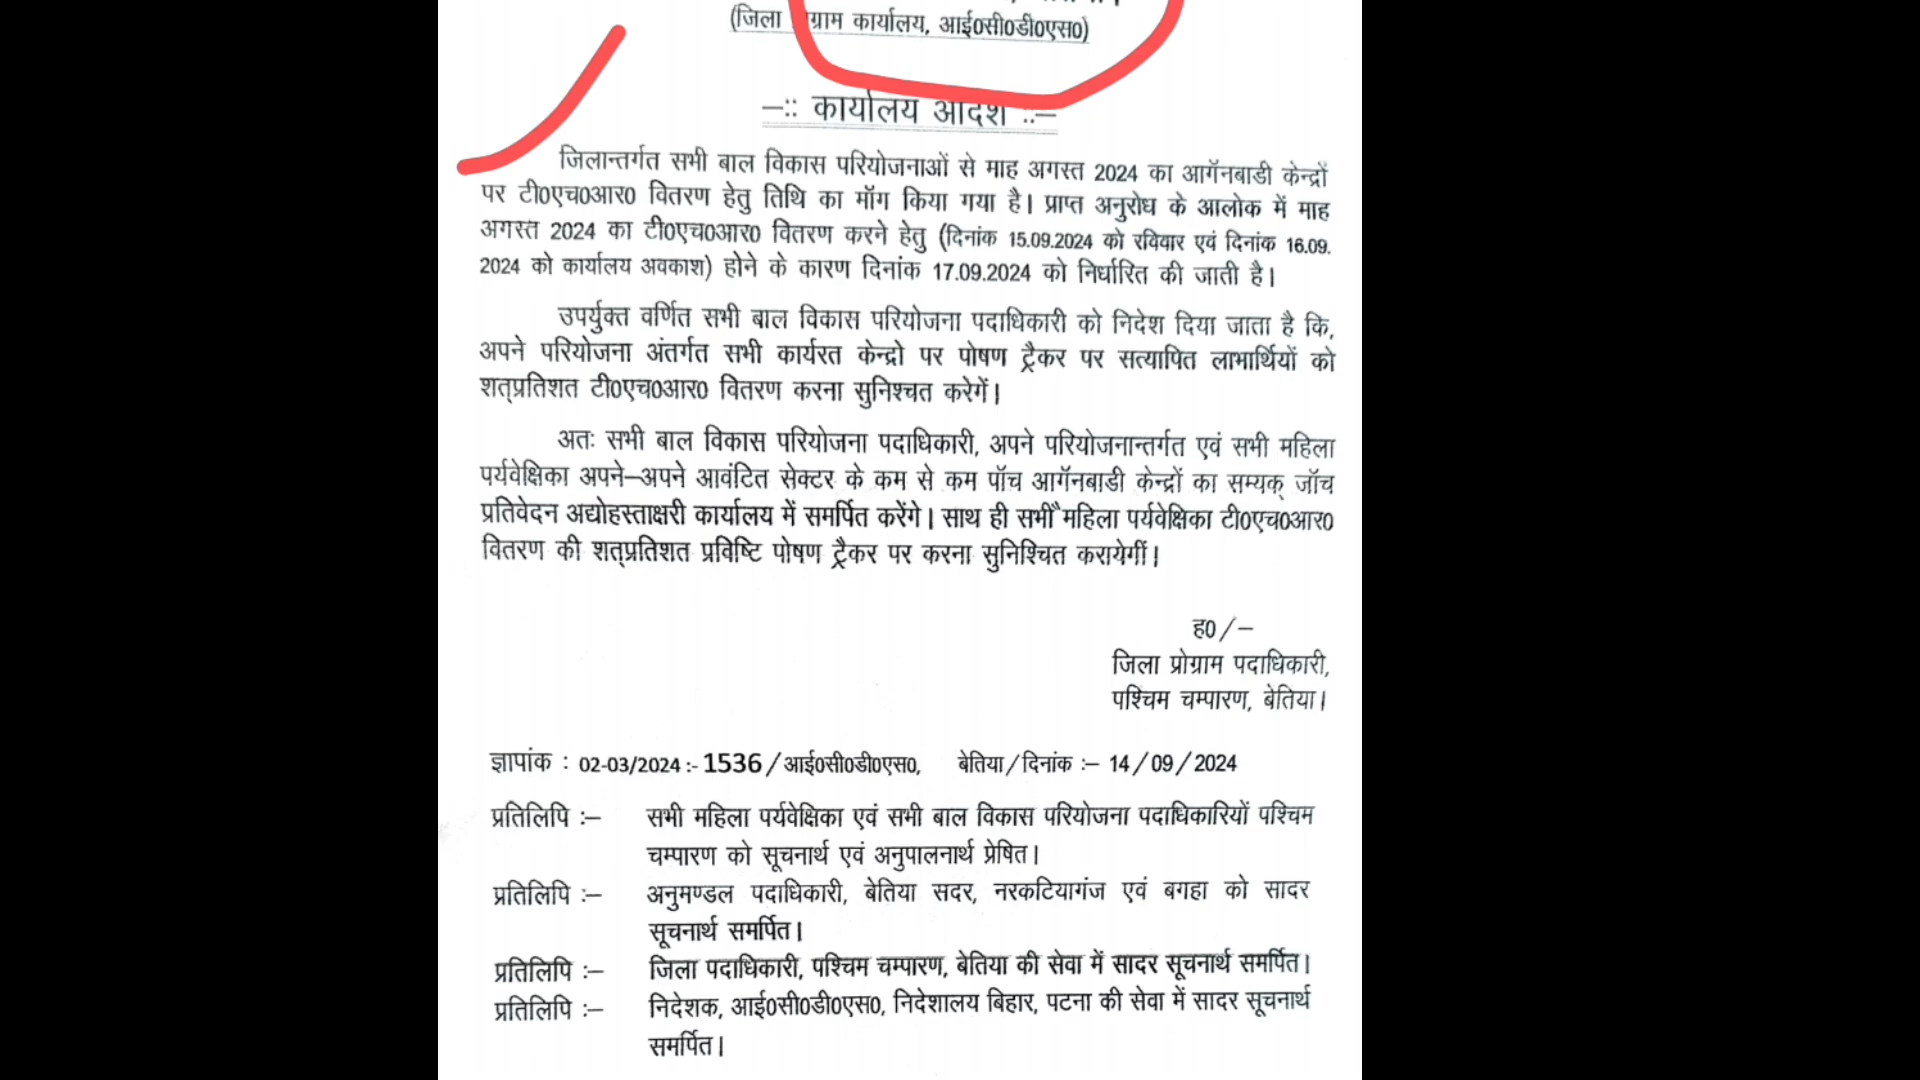 (जिला प्रोग्राम कार्यालय, आई0सी0डी0एस0)
—:: कार्यालय आदेश ::—
जिलान्तर्गत सभी बाल विकास परियोजनाओं से माह अगस्त 2024 का आगॅनबाडी केन्द्रों
पर टी0एच0आर0 वितरण हेतु तिथि का मॉग किया गया है। प्राप्त अनुरोध के आलोक में माह
अगस्त 2024 का टी0एच0आर0 वितरण करने हेतु (दिनांक 15.09.2024 को रविवार एवं दिनांक 16.09.
2024 को कार्यालय अवकाश) होने के कारण दिनांक 17.09.2024 को निर्धारित की जाती है।
उपर्युक्त वर्णित सभी बाल विकास परियोजना पदाधिकारी को निदेश दिया जाता है कि,
अपने परियोजना अंतर्गत सभी कार्यरत केन्द्रो पर पोषण ट्रैकर पर सत्यापित लाभार्थियों को
शत्प्रतिशत टी0एच0आर0 वितरण करना सुनिश्चत करेगें।
अतः सभी बाल विकास परियोजना पदाधिकारी, अपने परियोजनान्तर्गत एवं सभी महिला
पर्यवेक्षिका अपने–अपने आवंटित सेक्टर के कम से कम पॉच आगॅनबाडी केन्द्रों का सम्यक् जॉच
प्रतिवेदन अद्योहस्ताक्षरी कार्यालय में समर्पित करेंगे। साथ ही सभीँ महिला पर्यवेक्षिका टी0एच0आर0
वितरण की शत्प्रतिशत प्रविष्टि पोषण ट्रैकर पर करना सुनिश्चित करायेगीं।
ह0/–
जिला प्रोग्राम पदाधिकारी,
पश्चिम चम्पारण, बेतिया।
ज्ञापांक : 02-03/2024 :- 1536/आई0सी0डी0एस0, बेतिया/दिनांक :– 14/09/2024
प्रतिलिपि :– सभी महिला पर्यवेक्षिका एवं सभी बाल विकास परियोजना पदाधिकारियों पश्चिम
चम्पारण को सूचनार्थ एवं अनुपालनार्थ प्रेषित।
प्रतिलिपि :– अनुमण्डल पदाधिकारी, बेतिया सदर, नरकटियागंज एवं बगहा को सादर
सूचनार्थ समर्पित।
प्रतिलिपि :– जिला पदाधिकारी, पश्चिम चम्पारण, बेतिया की सेवा में सादर सूचनार्थ समर्पित।
प्रतिलिपि :– निदेशक, आई0सी0डी0एस0, निदेशालय बिहार, पटना की सेवा में सादर सूचनार्थ
समर्पित।